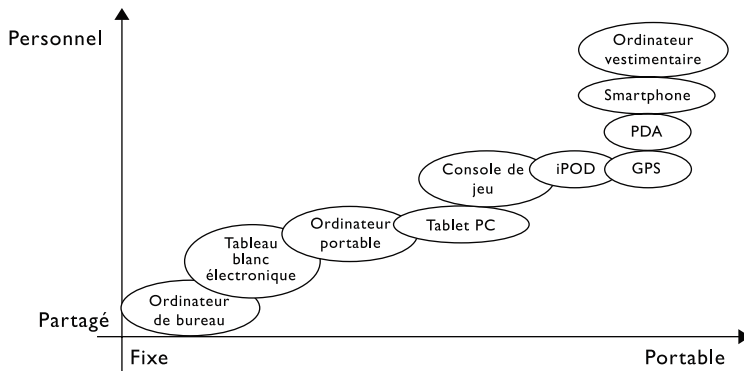 Personnel
Ordinateur
vestimentaire
Smartphone
PDA
Console de
jeu
iPOD
GPS
Ordinateur
portable
Tablet PC
Tableau
blanc
électronique
Ordinateur
de bureau
Partagé
Fixe
Portable